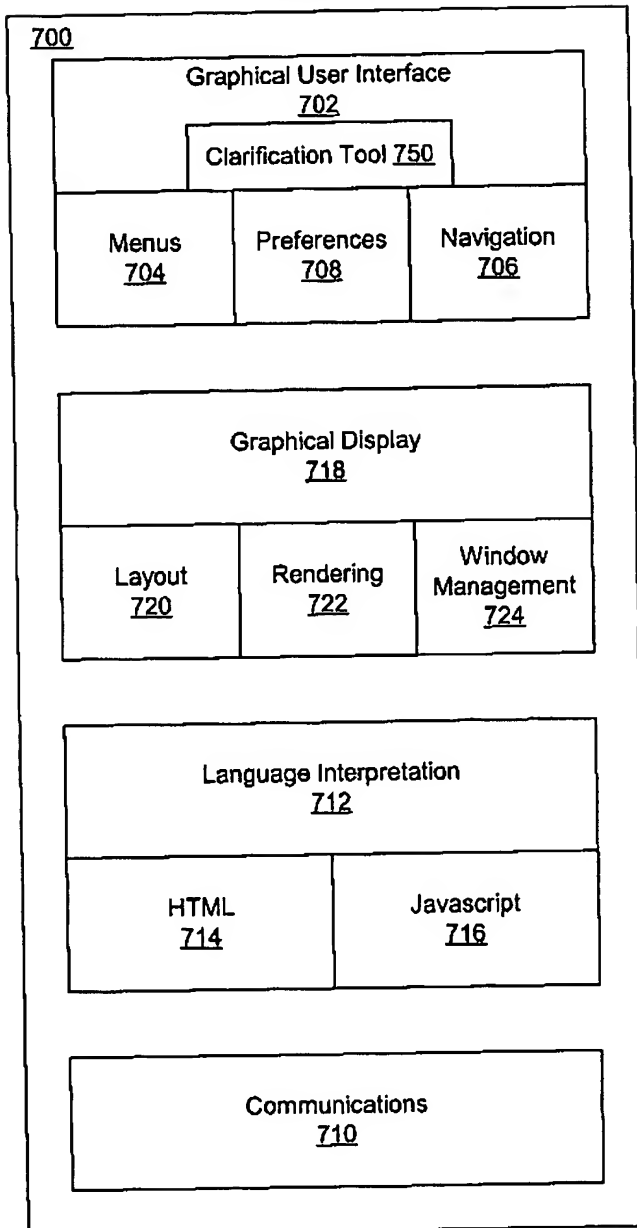 700
Graphical User Interface
702
Clarification Tool 750
Menus
704
Preferences
708
Navigation
706
Graphical Display
718
Layout
720
Rendering
722
Window
Management
724
Language Interpretation
712
HTML
714
Javascript
716
Communications
710